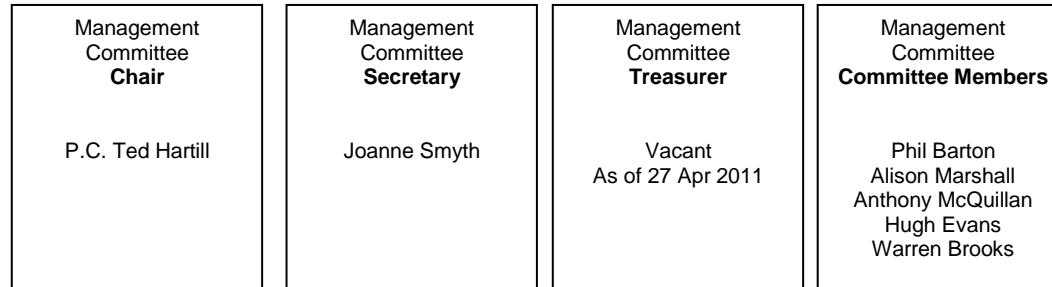 Management
Committee
Chair
P.C. Ted Hartill
Management
Committee
Secretary
Joanne Smyth
Management
Committee
Treasurer
Vacant
As of 27 Apr 2011
Management
Committee
Committee Members
Phil Barton
Alison Marshall
Anthony McQuillan
Hugh Evans
Warren Brooks